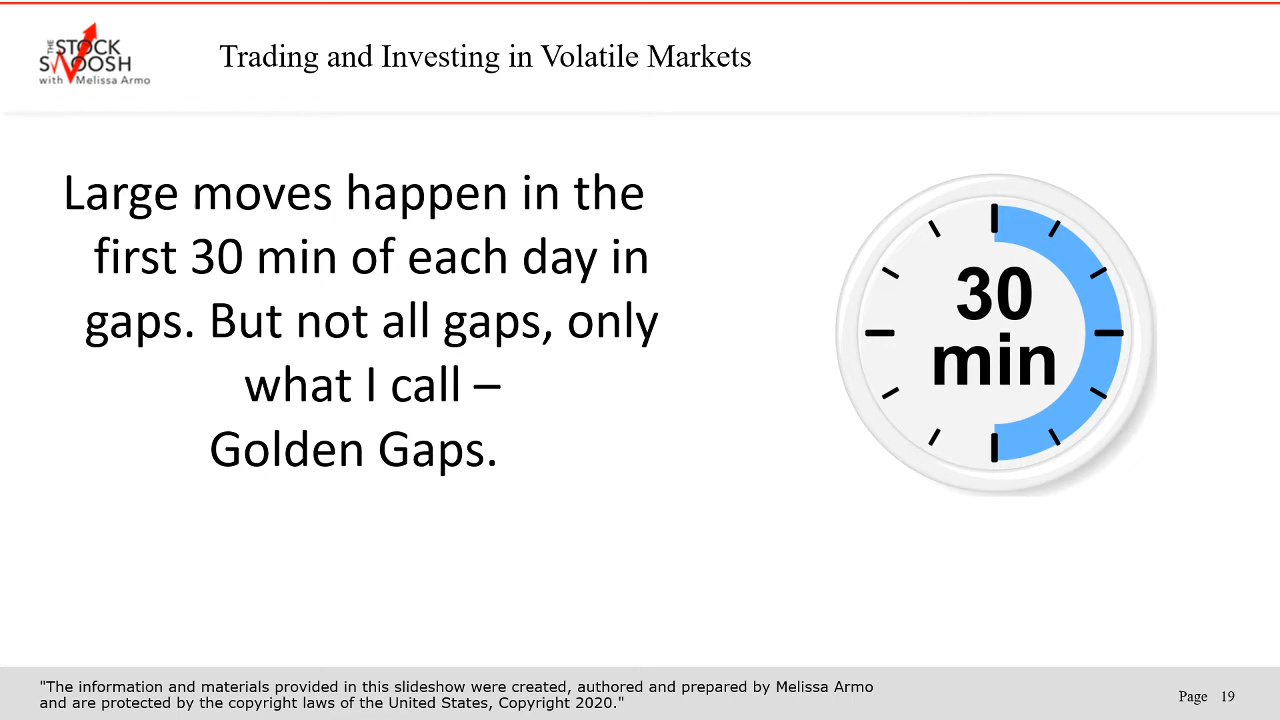 THE STOCK
SWOOSH
with Melissa Armo
Trading and Investing in Volatile Markets
Large moves happen in the
first 30 min of each day in
gaps. But not all gaps, only
what I call –
Golden Gaps.
30
min
"The information and materials provided in this slideshow were created, authored and prepared by Melissa Armo
and are protected by the copyright laws of the United States, Copyright 2020."
Page 19